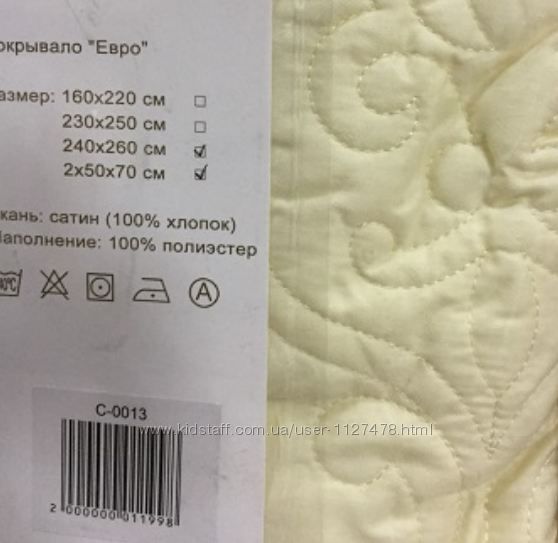 окрывало "Евро"
азмер: 160х220 см
230х250 см
240х260 см
2х50х70 см
кань: сатин (100% хлопок)
аполнение: 100% полиэстер
A
C-0013
www.kidstaff.com.ua/user-1127478.html
2 000000 011998